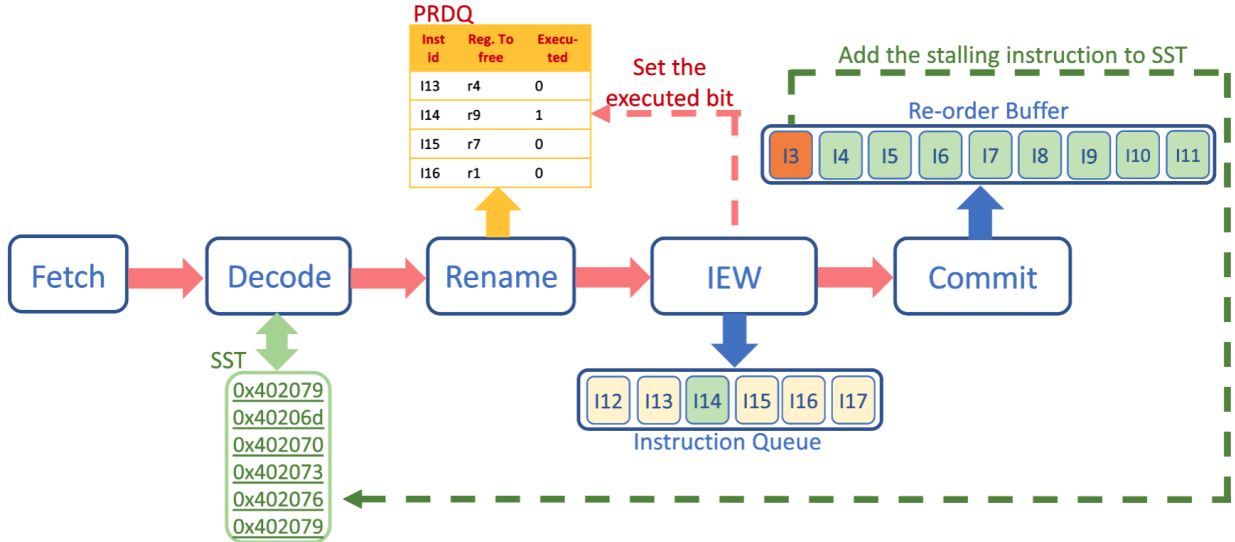 PRDQ
Inst id Reg. To free Execu-ted
I13 r4 0
I14 r9 1
I15 r7 0
I16 r1 0
Set the
executed bit
Add the stalling instruction to SST
Re-order Buffer
I3 I4 I5 I6 I7 I8 I9 I10 I11
Fetch
Decode
Rename
IEW
Commit
SST
0x402079
0x40206d
0x402070
0x402073
0x402076
0x402079
I12 I13 I14 I15 I16 I17
Instruction Queue